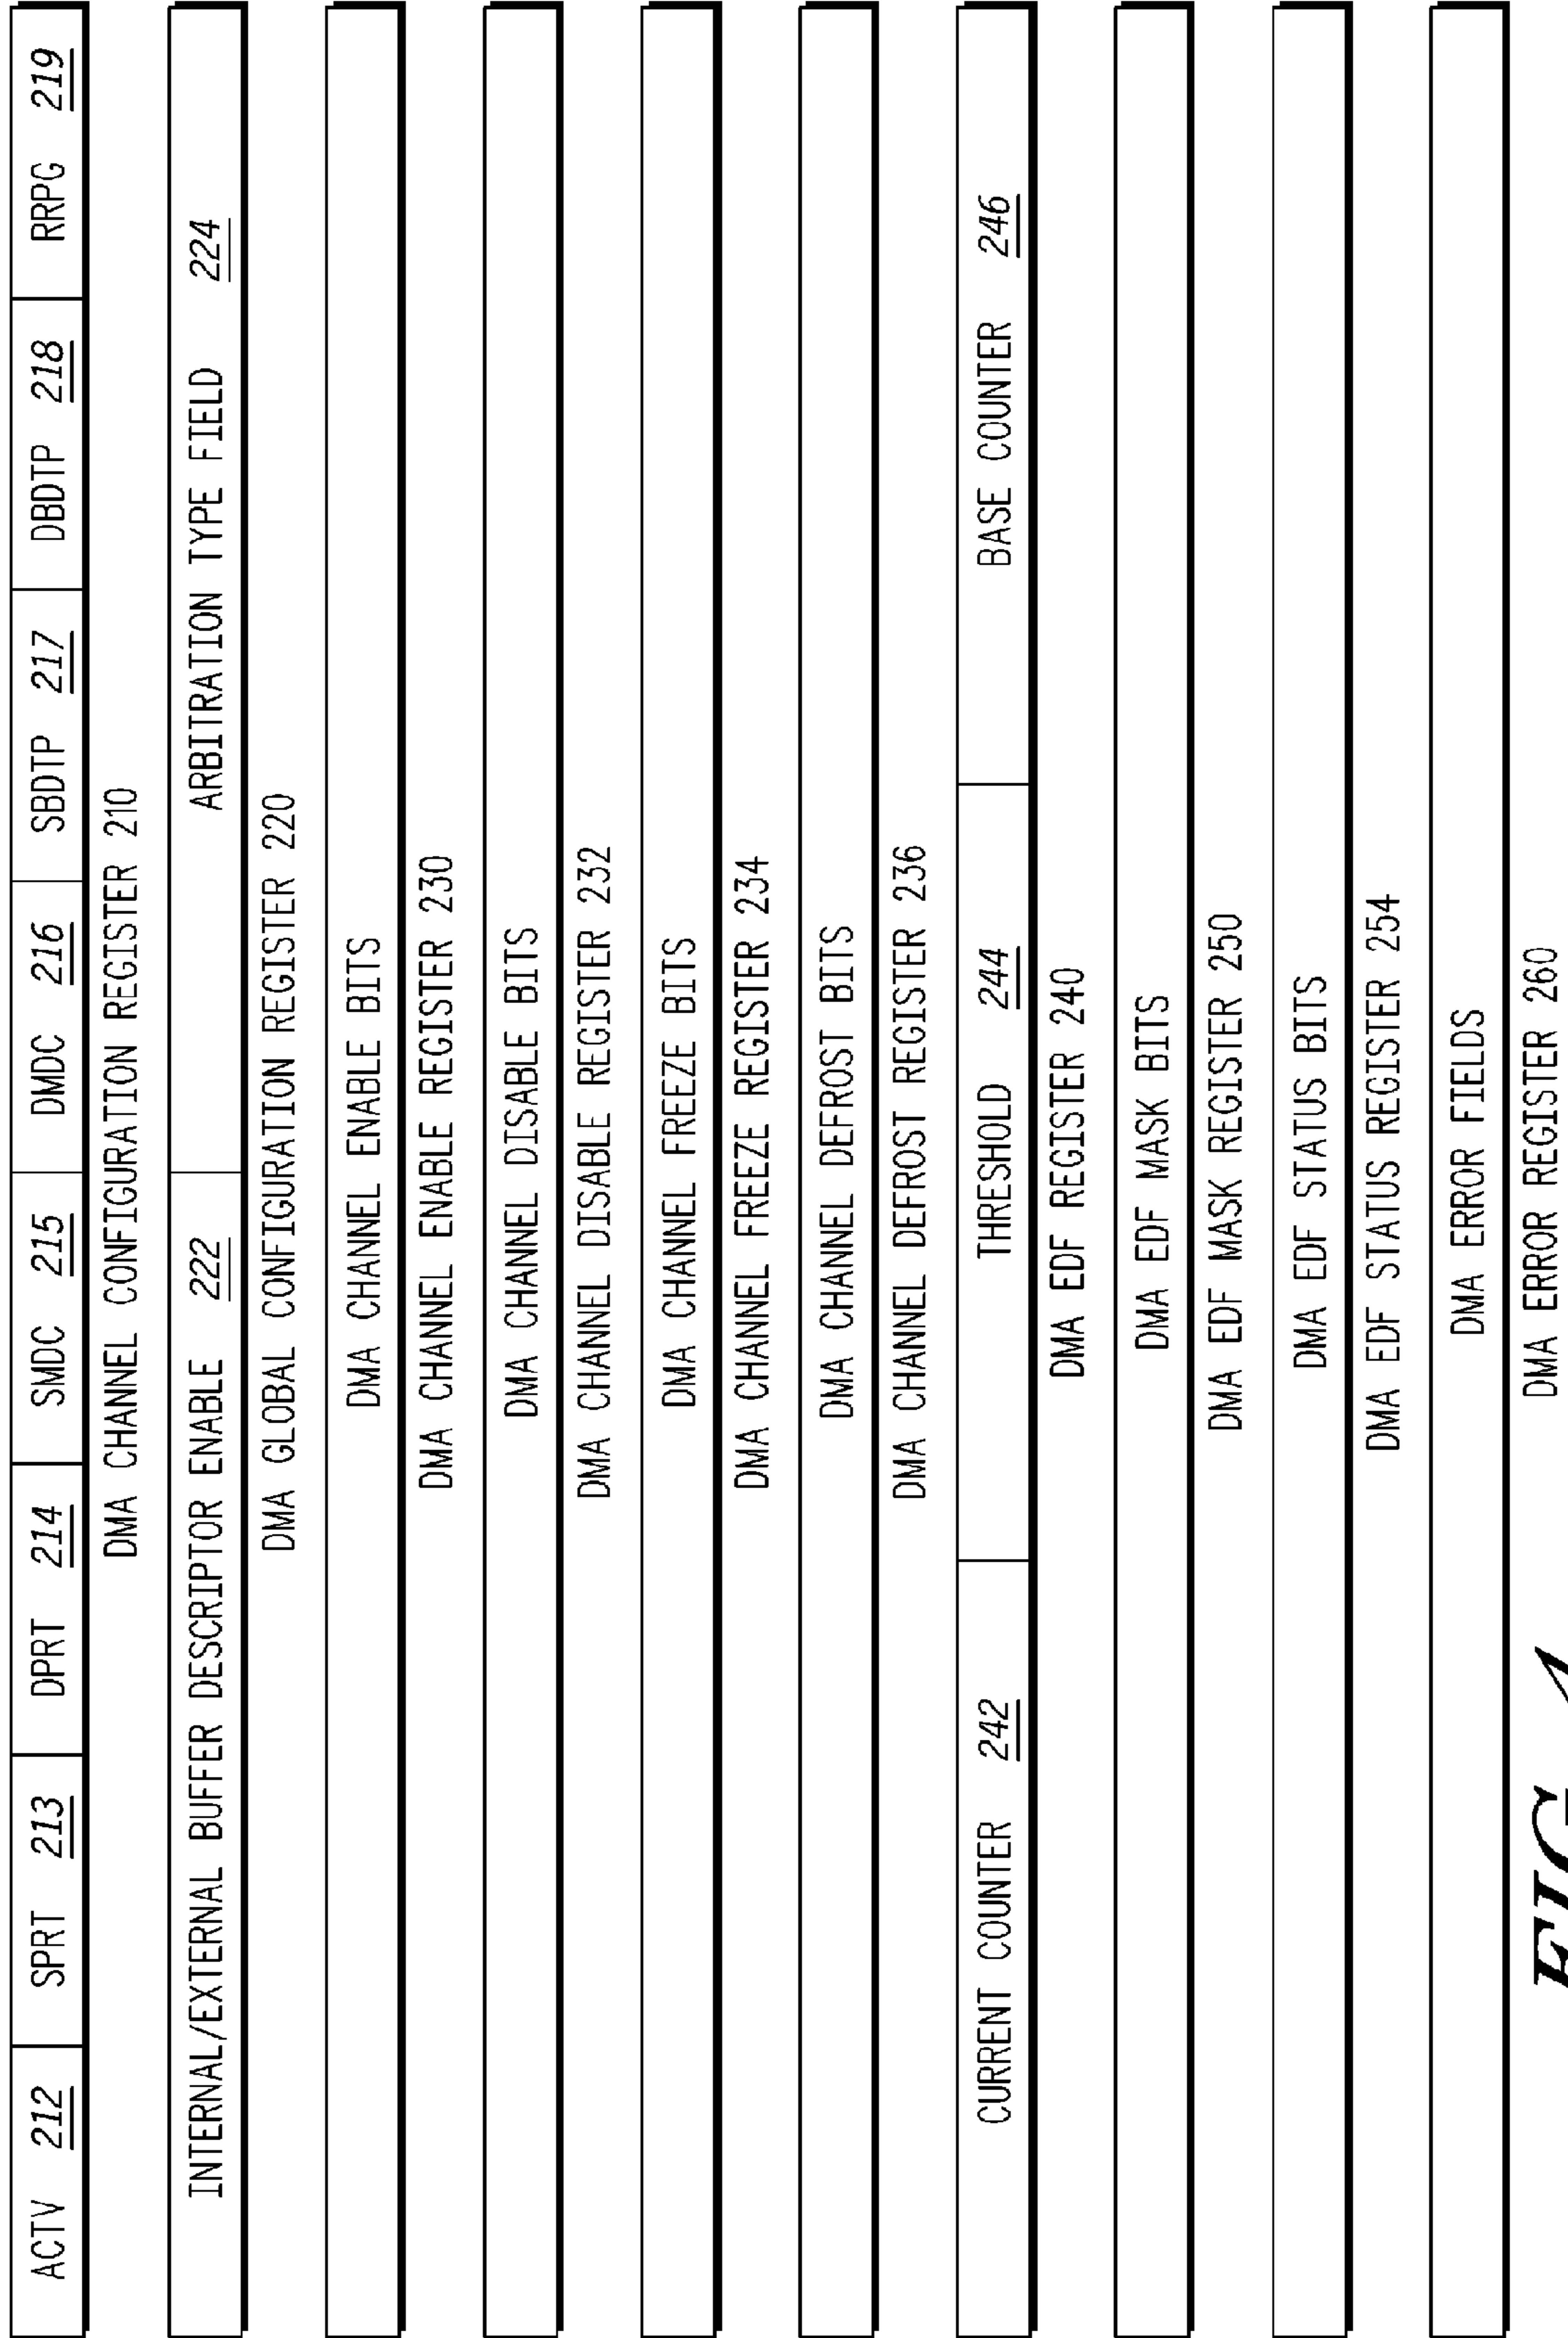 ACTV 212 SPRT 213 DPRT 214 SMDC 215 DMDC 216 SBDTP 217 DBDTP 218 RRPG 219
DMA CHANNEL CONFIGURATION REGISTER 210
INTERNAL/EXTERNAL BUFFER DESCRIPTOR ENABLE 222 ARBITRATION TYPE FIELD 224
DMA GLOBAL CONFIGURATION REGISTER 220
DMA CHANNEL ENABLE BITS
DMA CHANNEL ENABLE REGISTER 230
DMA CHANNEL DISABLE BITS
DMA CHANNEL DISABLE REGISTER 232
DMA CHANNEL FREEZE BITS
DMA CHANNEL FREEZE REGISTER 234
DMA CHANNEL DEFROST BITS
DMA CHANNEL DEFROST REGISTER 236
CURRENT COUNTER 242 THRESHOLD 244 BASE COUNTER 246
DMA EDF REGISTER 240
DMA EDF MASK BITS
DMA EDF MASK REGISTER 250
DMA EDF STATUS BITS
DMA EDF STATUS REGISTER 254
DMA ERROR FIELDS
DMA ERROR REGISTER 260